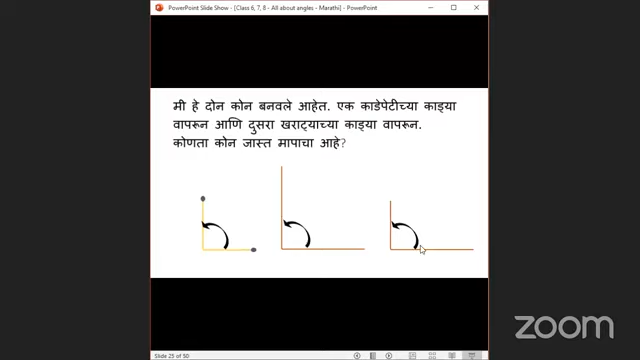 PowerPoint Slide Show - [Class 6, 7, 8 - All about angles - Marathi] - PowerPoint
मी हे दोन कोन बनवले आहेत. एक काडेपेटीच्या काड्या
वापरून आणि दुसरा खराट्याच्या काड्या वापरून.
कोणता कोन जास्त मापाचा आहे?
zoom
Slide 25 of 50